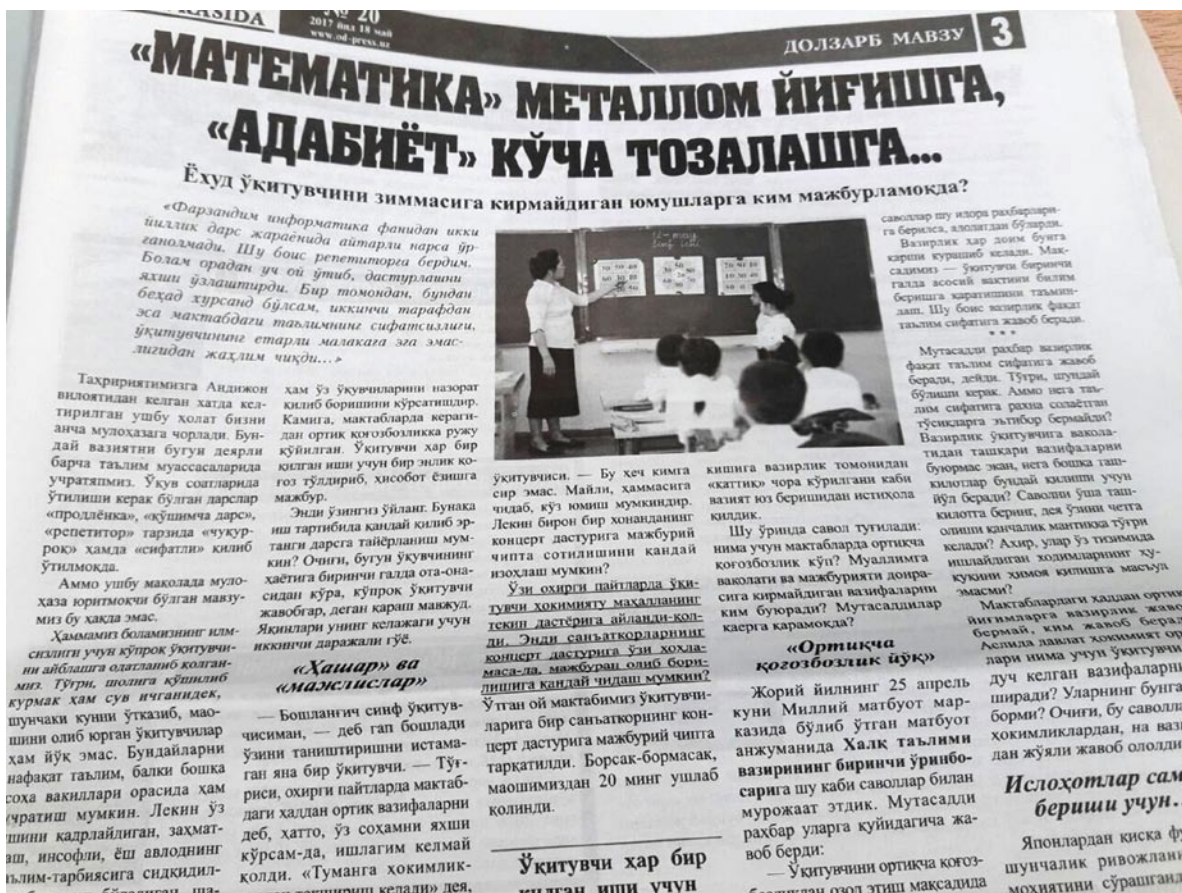 № 20
2017 йил 18 май
www.od-press.uz
ДОЛЗАРБ МАВЗУ
3
«МАТЕМАТИКА» МЕТАЛЛОМ ЙИҒИШГА,
«АДАБИЁТ» КЎЧА ТОЗАЛАШГА...
Ёхуд ўқитувчини зиммасига кирмайдиган юмушларга ким мажбурламоқда?
«Фарзандим информатика фанидан икки
йиллик дарс жараёнида айтарли нарса ўр-
ганолмади. Шу боис репетиторга бердим.
Болам орадан уч ой ўтиб, дастурлашни
яхши ўзлаштирди. Бир томондан, бундан
беҳад хурсанд бўлсам, иккинчи тарафдан
эса мактабдаги таълимнинг сифатсизлиги,
ўқитувчининг етарли малакага эга эмас-
лигидан жаҳлим чиқди...»
Таҳририятимизга Андижон
вилоятидан келган хатда кел-
тирилган ушбу ҳолат бизни
анча мулоҳазага чорлади. Бун-
дай вазиятни бугун деярли
барча таълим муассасаларида
учратяпмиз. Ўқув соатларида
ўтилиши керак бўлган дарслар
«продлёнка», «қўшимча дарс»,
«репетитор» тарзида «чуқур-
роқ» ҳамда «сифатли» қилиб
ўтилмоқда.
Аммо ушбу мақолада муло-
ҳаза юритмоқчи бўлган мавзу-
миз бу ҳақда эмас.
Ҳаммамиз боламизнинг илм-
сизлиги учун кўпроқ ўқитувчи-
ни айблашга одатланиб қолган-
миз. Тўғри, шолига қўшилиб
курмак ҳам сув ичганидек,
шунчаки кунни ўтказиб, мао-
шини олиб юрган ўқитувчилар
ҳам йўқ эмас. Бундайларни
нафақат таълим, балки бошқа
соҳа вакиллари орасида ҳам
учратиш мумкин. Лекин ўз
ишини қадрлайдиган, заҳмат-
каш, инсофли, ёш авлоднинг
таълим-тарбиясига сидқидил-
ҳам ўз ўқувчиларини назорат
қилиб боришини кўрсатишдир.
Камига, мактабларда кераги-
дан ортиқ қоғозбозликка ружу
қўйилган. Ўқитувчи ҳар бир
қилган иши учун бир энлик қо-
ғоз тўлдириб, ҳисобот ёзишга
мажбур.
Энди ўзингиз ўйланг. Бунақа
иш тартибида қандай қилиб эр-
танги дарсга тайёрланиш мум-
кин? Очиғи, бугун ўқувчининг
ҳаётига биринчи галда ота-она-
сидан кўра, кўпроқ ўқитувчи
жавобгар, деган қараш мавжуд.
Яқинлари унинг келажаги учун
иккинчи даражали гўё.
«Ҳашар» ва
«мажлислар»
— Бошланғич синф ўқитув-
чисиман, — деб гап бошлади
ўзини таништиришни истама-
ган яна бир ўқитувчи. — Тўғ-
риси, охирги пайтларда мактаб-
даги ҳаддан ортиқ вазифаларни
деб, ҳатто, ўз соҳамни яхши
кўрсам-да, ишлагим келмай
қолди. «Туманга ҳокимлик-
дан текшириш келади» дея,
ўқитувчиси. — Бу ҳеч кимга
сир эмас. Майли, ҳаммасига
чидаб, кўз юмиш мумкиндир.
Лекин бирон бир хонанданинг
концерт дастурига мажбурий
чипта сотилишини қандай
изоҳлаш мумкин?
Ўзи охирги пайтларда ўқи-
тувчи ҳокимияту маҳалланинг
текин дастёрига айланди-қол-
ди. Энди санъаткорларнинг
концерт дастурига ўзи хоҳла-
маса-да, мажбуран олиб бори-
лишига қандай чидаш мумкин?
Ўтган ой мактабимиз ўқитувчи-
ларига бир санъаткорнинг кон-
церт дастурига мажбурий чипта
тарқатилди. Борсак-бормасак,
маошимиздан 20 минг ушлаб
қолинди.
Ўқитувчи ҳар бир
қилган иши учун
кишига вазирлик томонидан
«қаттиқ» чора кўрилгани каби
вазият юз беришидан истиҳола
қилдик.
Шу ўринда савол туғилади:
нима учун мактабларда ортиқча
қоғозбозлик кўп? Муаллимга
ваколати ва мажбурияти доира-
сига кирмайдиган вазифаларни
ким буюради? Мутасаддилар
қаерга қарамоқда?
«Ортиқча
қоғозбозлик йўқ»
Жорий йилнинг 25 апрель
куни Миллий матбуот мар-
казида бўлиб ўтган матбуот
анжуманида Халқ таълими
вазирининг биринчи ўринбо-
сарига шу каби саволлар билан
мурожаат этдик. Мутасадди
раҳбар уларга қуйидагича жа-
воб берди:
— Ўқитувчини ортиқча қоғоз-
бозликдан озод этиш мақсадида
саволлар шу идора раҳбарлари-
га берилса, адолатдан бўларди.
Вазирлик ҳар доим бунга
қарши курашиб келади. Мақ-
садимиз — ўқитувчи биринчи
галда асосий вақтини билим
беришга қаратишини таъмин-
лаш. Шу боис вазирлик фақат
таълим сифатига жавоб беради.
* * *
Мутасадди раҳбар вазирлик
фақат таълим сифатига жавоб
беради, дейди. Тўғри, шундай
бўлиши керак. Аммо нега таъ-
лим сифатига рахна солаётган
тўсиқларга эътибор бермайди?
Вазирлик ўқитувчига вакола-
тидан ташқари вазифаларни
буюрмас экан, нега бошқа таш-
килотлар бундай қилиши учун
йўл беради? Саволни ўша таш-
килотга беринг, дея ўзини четга
олиши қанчалик мантиққа тўғри
келади? Ахир, улар ўз тизимида
ишлайдиган ходимларнинг ҳу-
қуқини ҳимоя қилишга масъул
эмасми?
Мактаблардаги ҳаддан ортиқ
йиғимларга вазирлик жаво
бермай, ким жавоб берад
Аслида давлат ҳокимият ор
лари нима учун ўқитувчи
дуч келган вазифаларни
ширади? Уларнинг бунга
борми? Очиғи, бу саволла
ҳокимликлардан, на вази
дан жўяли жавоб ололди
Ислоҳотлар сам
бериши учун...
Японлардан қисқа фу
шунчалик ривожлани
моҳиятини сўрашганд